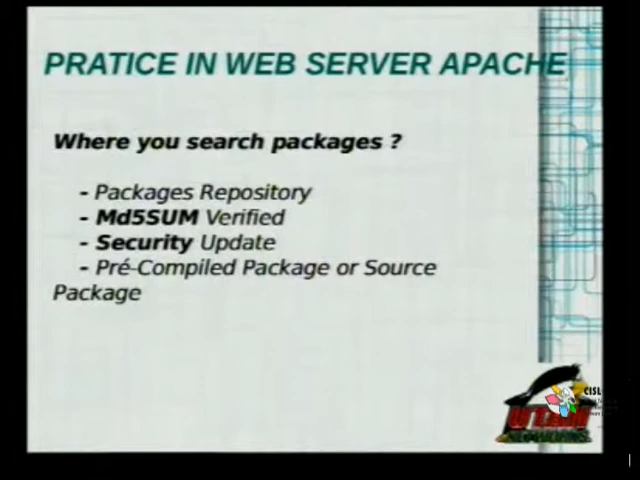 PRATICE IN WEB SERVER APACHE
Where you search packages ?
- Packages Repository
- Md5SUM Verified
- Security Update
- Pré-Compiled Package or Source
Package
CISL